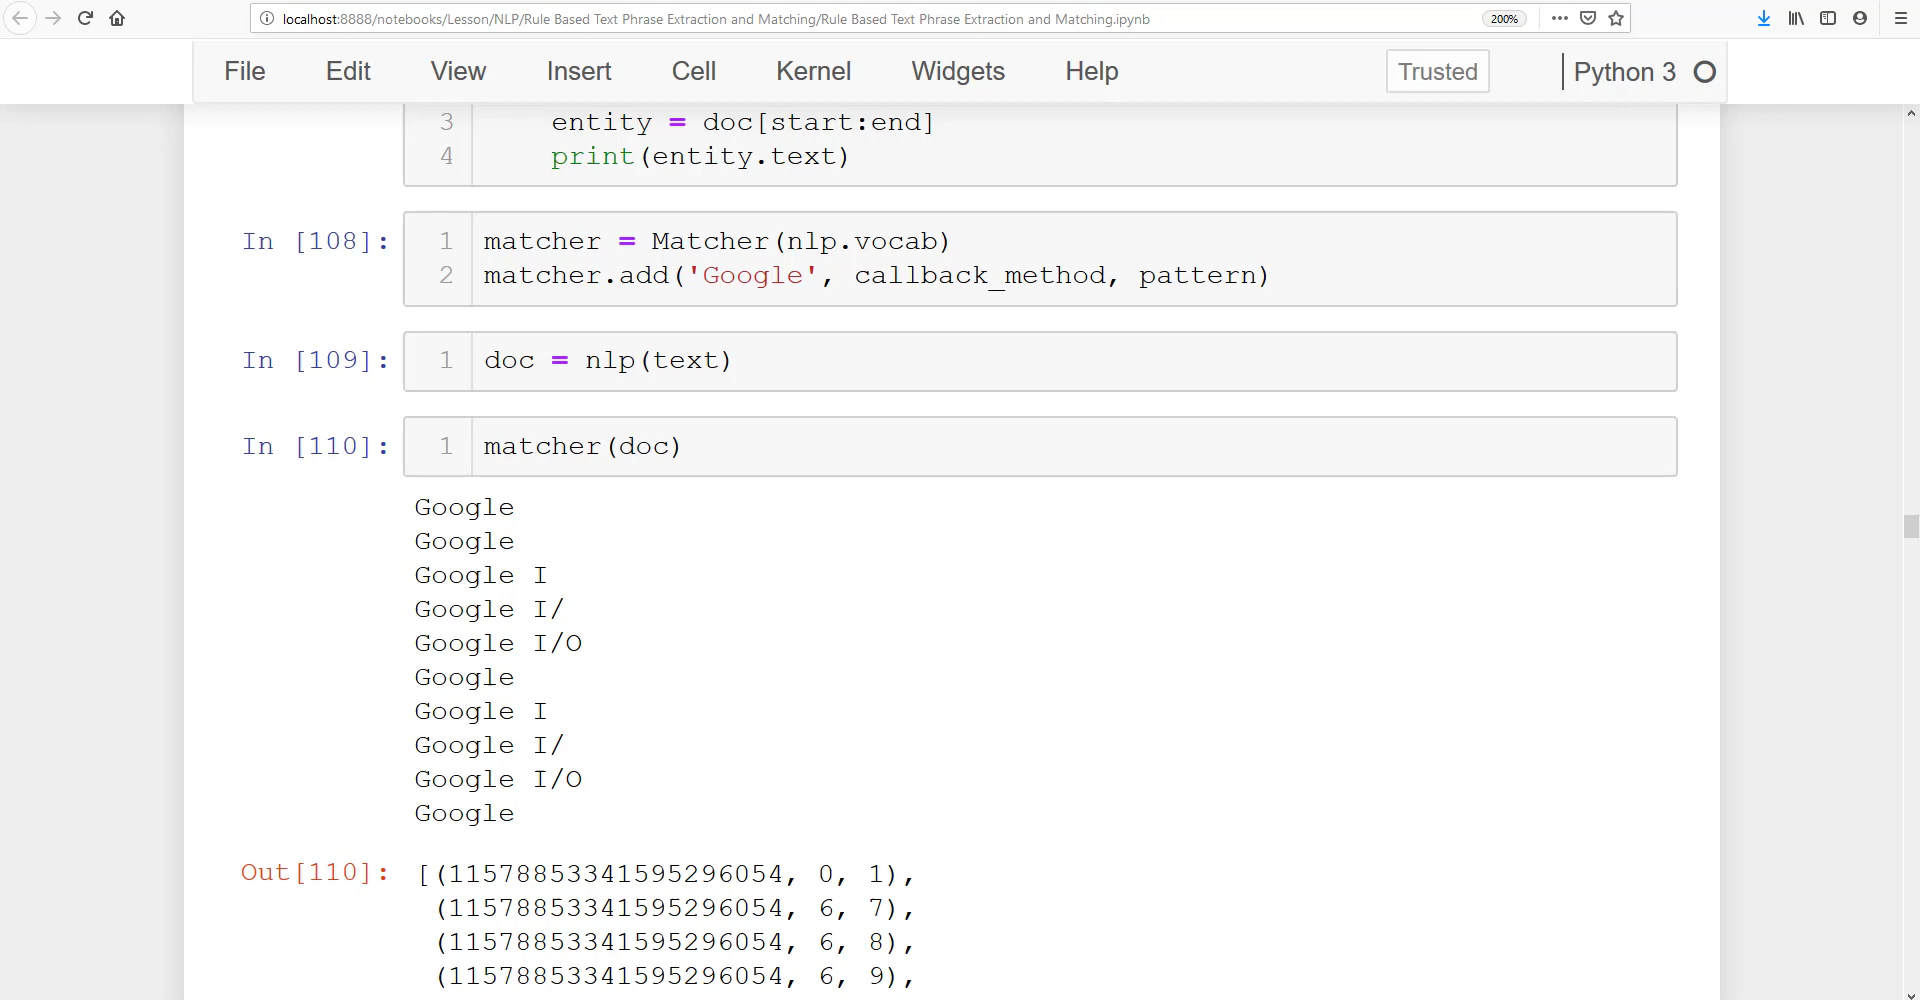 localhost:8888/notebooks/Lesson/NLP/Rule Based Text Phrase Extraction and Matching/Rule Based Text Phrase Extraction and Matching.ipynb 200%
File Edit View Insert Cell Kernel Widgets Help Trusted Python 3
3 entity = doc[start:end]
4 print(entity.text)
In [108]: 1 matcher = Matcher(nlp.vocab)
2 matcher.add('Google', callback_method, pattern)
In [109]: 1 doc = nlp(text)
In [110]: 1 matcher(doc)
Google
Google
Google I
Google I/
Google I/O
Google
Google I
Google I/
Google I/O
Google
Out[110]: [(11578853341595296054, 0, 1),
(11578853341595296054, 6, 7),
(11578853341595296054, 6, 8),
(11578853341595296054, 6, 9),